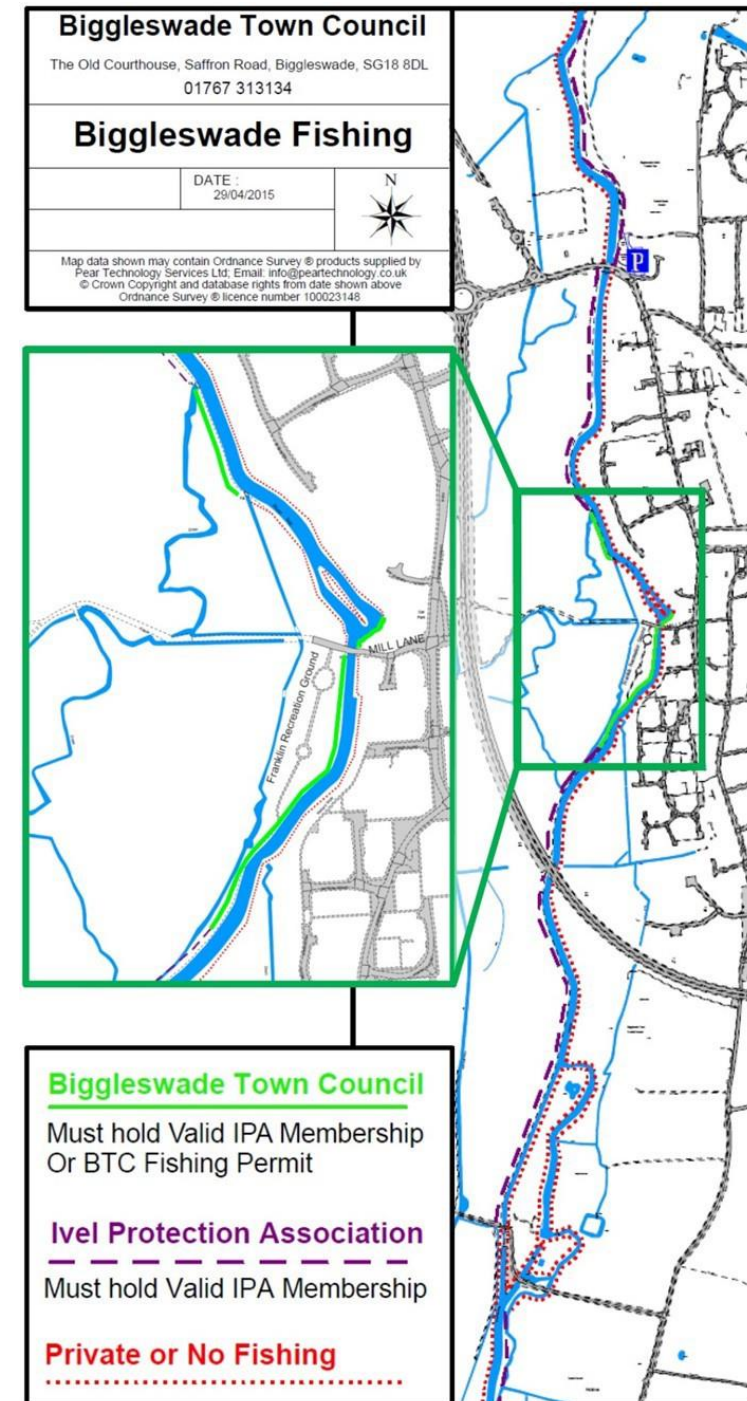 Biggleswade Town Council
The Old Courthouse, Saffron Road, Biggleswade, SG18 8DL
01767 313134
Biggleswade Fishing
DATE :
29/04/2015
N
Map data shown may contain Ordnance Survey ® products supplied by
Pear Technology Services Ltd; Email: info@peartechnology.co.uk
© Crown Copyright and database rights from date shown above
Ordnance Survey ® licence number 100023148
P
MILL LANE
Franklin Recreation Ground
Biggleswade Town Council
Must hold Valid IPA Membership
Or BTC Fishing Permit
Ivel Protection Association
Must hold Valid IPA Membership
Private or No Fishing